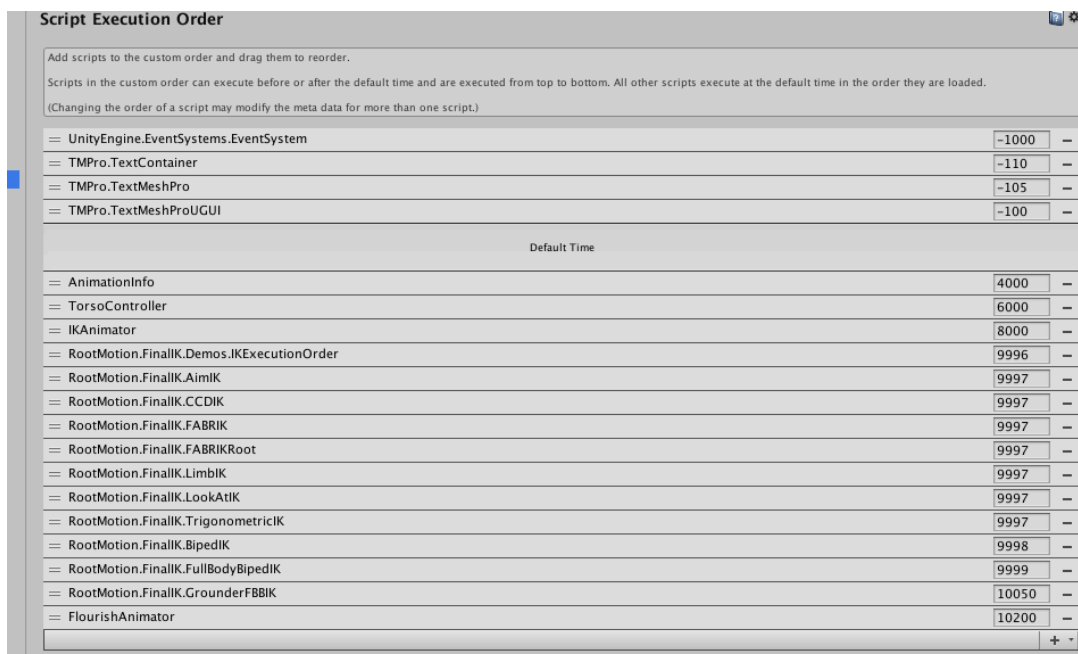 Script Execution Order
Add scripts to the custom order and drag them to reorder.
Scripts in the custom order can execute before or after the default time and are executed from top to bottom. All other scripts execute at the default time in the order they are loaded.
(Changing the order of a script may modify the meta data for more than one script.)
= UnityEngine.EventSystems.EventSystem -1000 −
= TMPro.TextContainer -110 −
= TMPro.TextMeshPro -105 −
= TMPro.TextMeshProUGUI -100 −
Default Time
= AnimationInfo 4000 −
= TorsoController 6000 −
= IKAnimator 8000 −
= RootMotion.FinalIK.Demos.IKExecutionOrder 9996 −
= RootMotion.FinalIK.AimIK 9997 −
= RootMotion.FinalIK.CCDIK 9997 −
= RootMotion.FinalIK.FABRIK 9997 −
= RootMotion.FinalIK.FABRIKRoot 9997 −
= RootMotion.FinalIK.LimbIK 9997 −
= RootMotion.FinalIK.LookAtIK 9997 −
= RootMotion.FinalIK.TrigonometricIK 9997 −
= RootMotion.FinalIK.BipedIK 9998 −
= RootMotion.FinalIK.FullBodyBipedIK 9999 −
= RootMotion.FinalIK.GrounderFBBIK 10050 −
= FlourishAnimator 10200 −
+